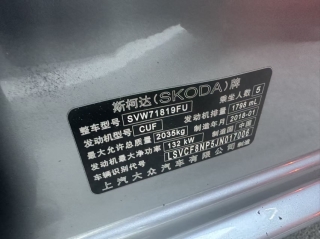 斯柯达(SKODA)牌
整车型号 SVW71819FU 乘坐人数 5
发动机型号 CUF 发动机排量 1798 mL
最大允许总质量 2035kg 制造年月 2018-01
发动机最大净功率 132 kW 制造国 中国
车辆识别代号 LSVCF8NP5JN017006
上汽大众汽车有限公司 制造